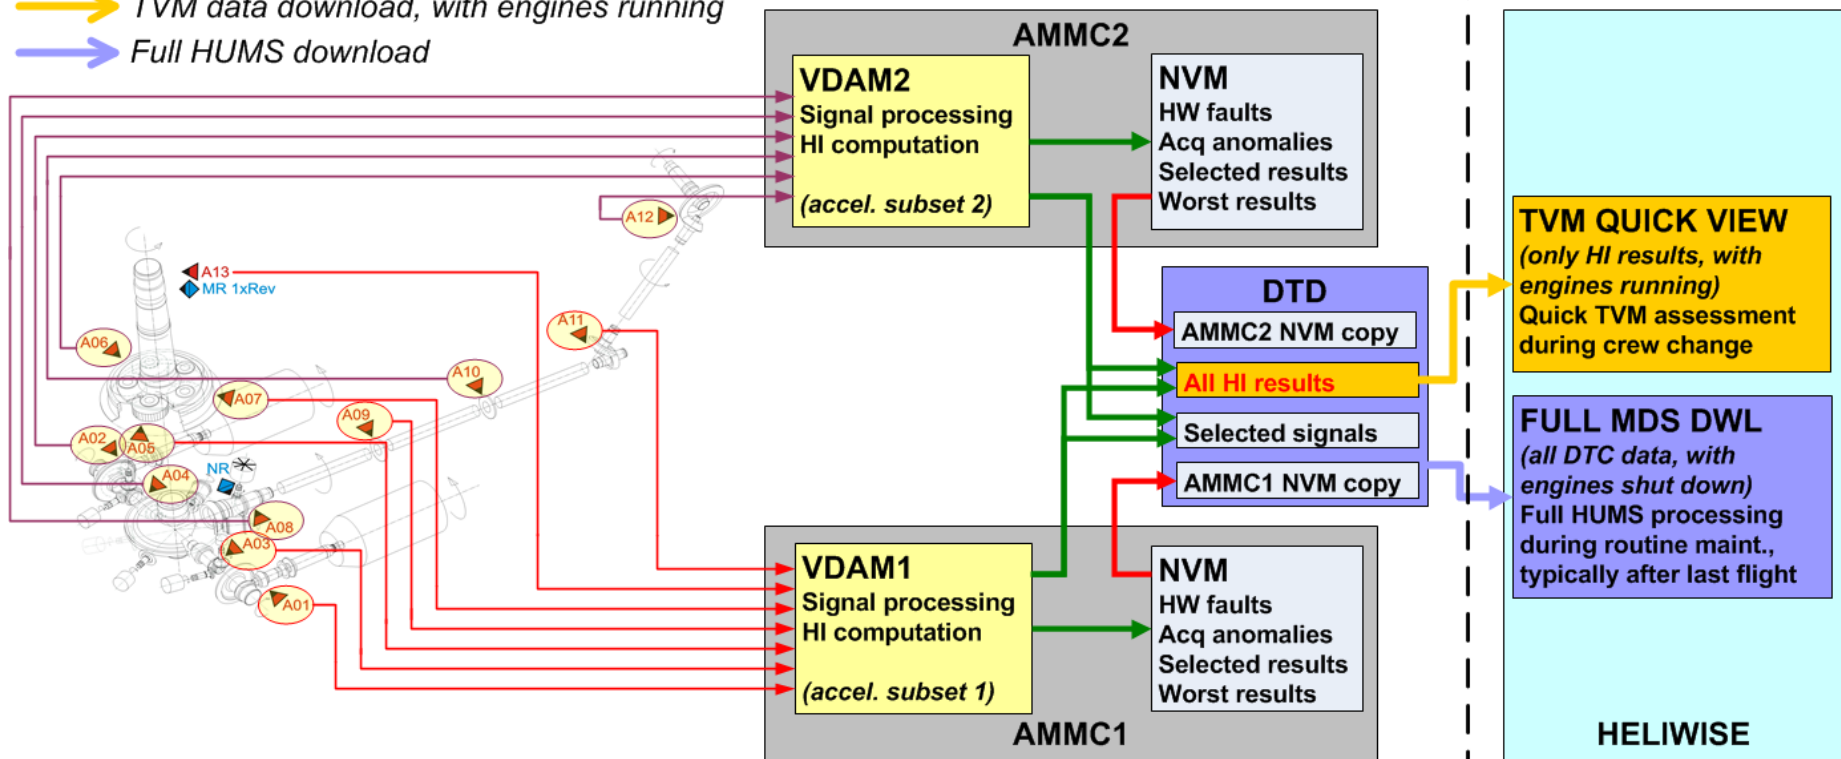 TVM data download, with engines running
Full HUMS download
AMMC2
VDAM2
Signal processing
HI computation
(accel. subset 2)
NVM
HW faults
Acq anomalies
Selected results
Worst results
A12
A13
MR 1xRev
A11
A06
A10
A07
A09
A02
A05
NR
A04
A08
A03
A01
DTD
AMMC2 NVM copy
All HI results
Selected signals
AMMC1 NVM copy
VDAM1
Signal processing
HI computation
(accel. subset 1)
NVM
HW faults
Acq anomalies
Selected results
Worst results
AMMC1
TVM QUICK VIEW
(only HI results, with
engines running)
Quick TVM assessment
during crew change
FULL MDS DWL
(all DTC data, with
engines shut down)
Full HUMS processing
during routine maint.,
typically after last flight
HELIWISE